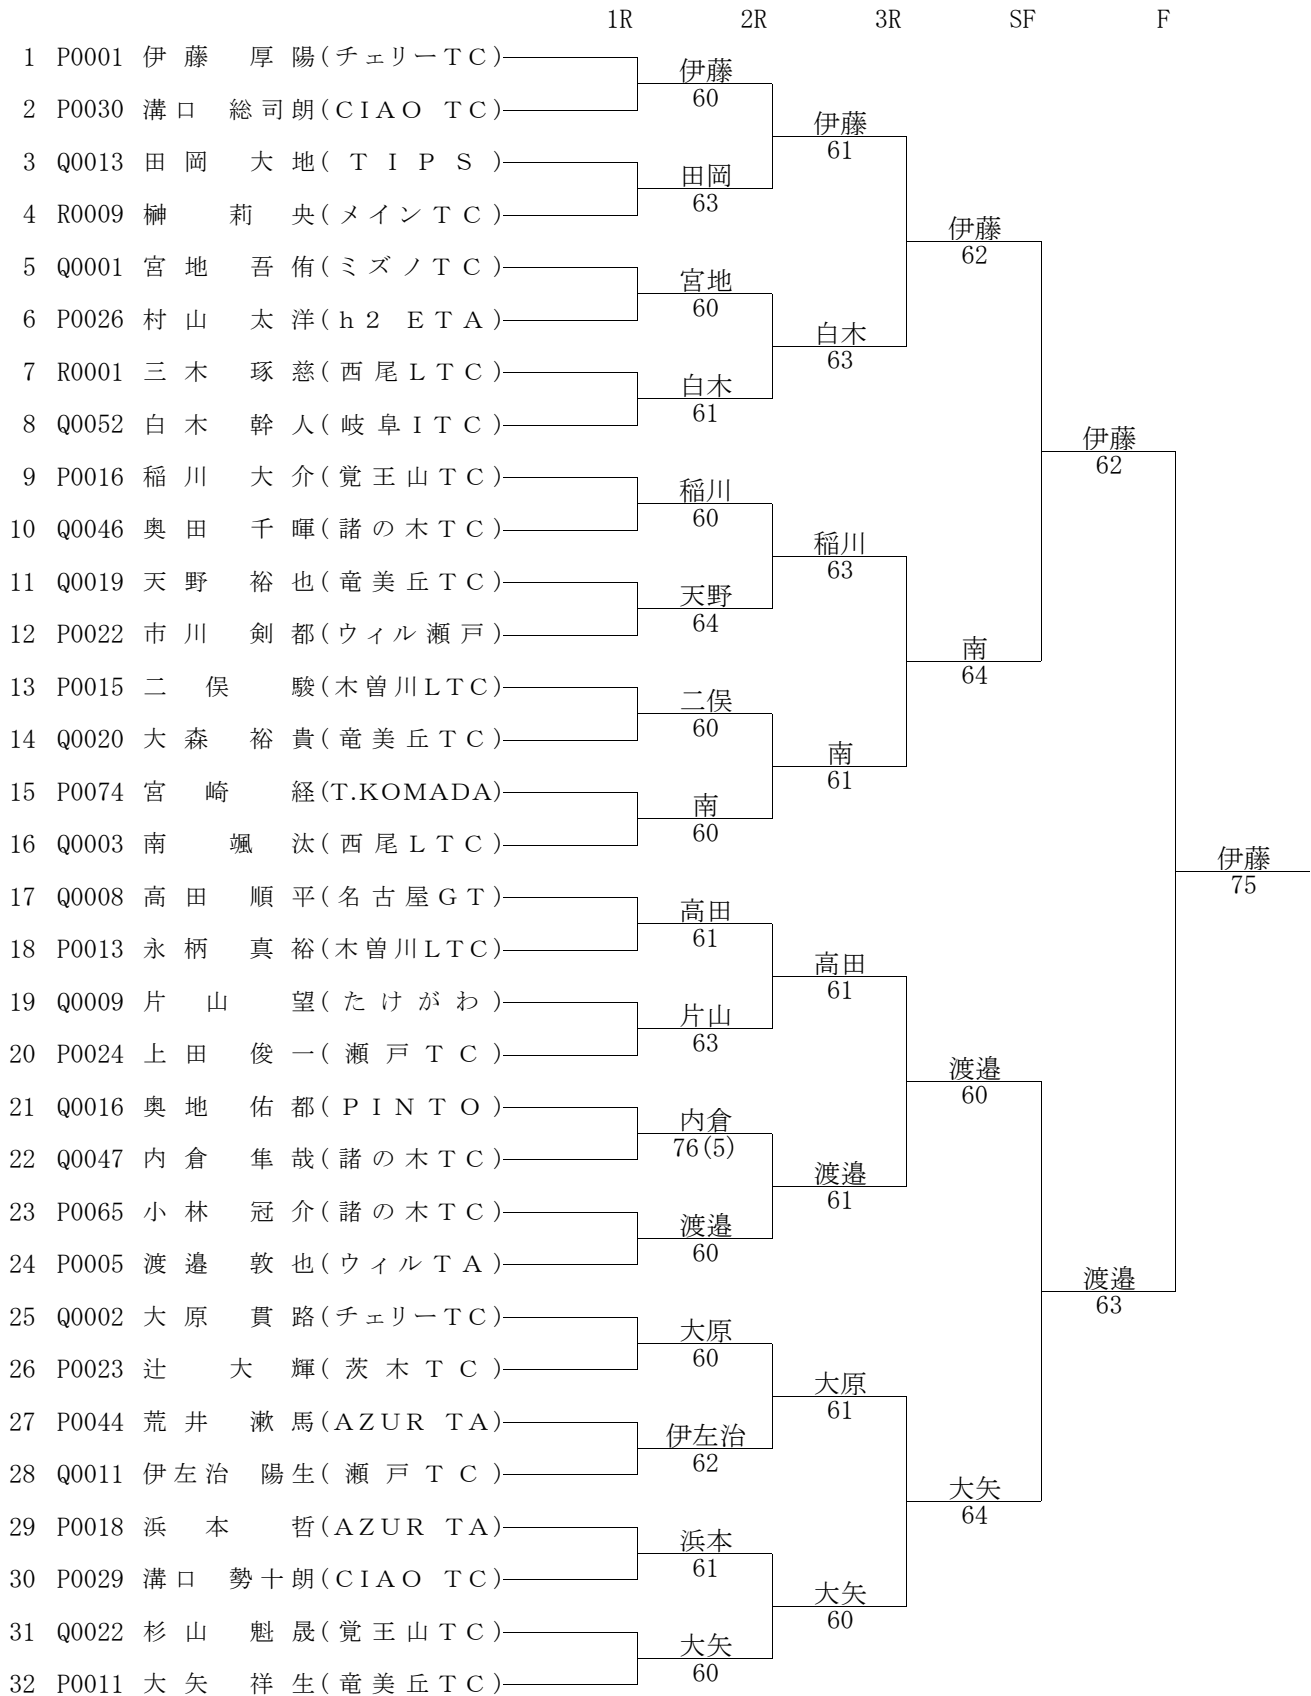 1R 2R 3R SF F
1 P0001 伊藤 厚陽(チェリーTC)
伊藤
60
2 P0030 溝口 総司朗(CIAO TC)
伊藤
61
3 Q0013 田岡 大地(TIPS)
田岡
63
4 R0009 榊 莉央(メインTC)
伊藤
62
5 Q0001 宮地 吾侑(ミズノTC)
宮地
60
6 P0026 村山 太洋(h2 ETA)
白木
63
7 R0001 三木 琢慈(西尾LTC)
白木
61
8 Q0052 白木 幹人(岐阜ITC)
伊藤
62
9 P0016 稲川 大介(覚王山TC)
稲川
60
10 Q0046 奥田 千暉(諸の木TC)
稲川
63
11 Q0019 天野 裕也(竜美丘TC)
天野
64
12 P0022 市川 剣都(ウィル瀬戸)
南
64
13 P0015 二俣 駿(木曽川LTC)
二俣
60
14 Q0020 大森 裕貴(竜美丘TC)
南
61
15 P0074 宮崎 経(T.KOMADA)
南
60
16 Q0003 南 颯汰(西尾LTC)
伊藤
75
17 Q0008 高田 順平(名古屋GT)
高田
61
18 P0013 永柄 真裕(木曽川LTC)
高田
61
19 Q0009 片山 望(たけがわ)
片山
63
20 P0024 上田 俊一(瀬戸TC)
渡邉
60
21 Q0016 奥地 佑都(PINTO)
内倉
76(5)
22 Q0047 内倉 隼哉(諸の木TC)
渡邉
61
23 P0065 小林 冠介(諸の木TC)
渡邉
60
24 P0005 渡邉 敦也(ウィルTA)
渡邉
63
25 Q0002 大原 貫路(チェリーTC)
大原
60
26 P0023 辻 大輝(茨木TC)
大原
61
27 P0044 荒井 漱馬(AZUR TA)
伊左治
62
28 Q0011 伊左治 陽生(瀬戸TC)
大矢
64
29 P0018 浜本 哲(AZUR TA)
浜本
61
30 P0029 溝口 勢十朗(CIAO TC)
大矢
60
31 Q0022 杉山 魁晟(覚王山TC)
大矢
60
32 P0011 大矢 祥生(竜美丘TC)